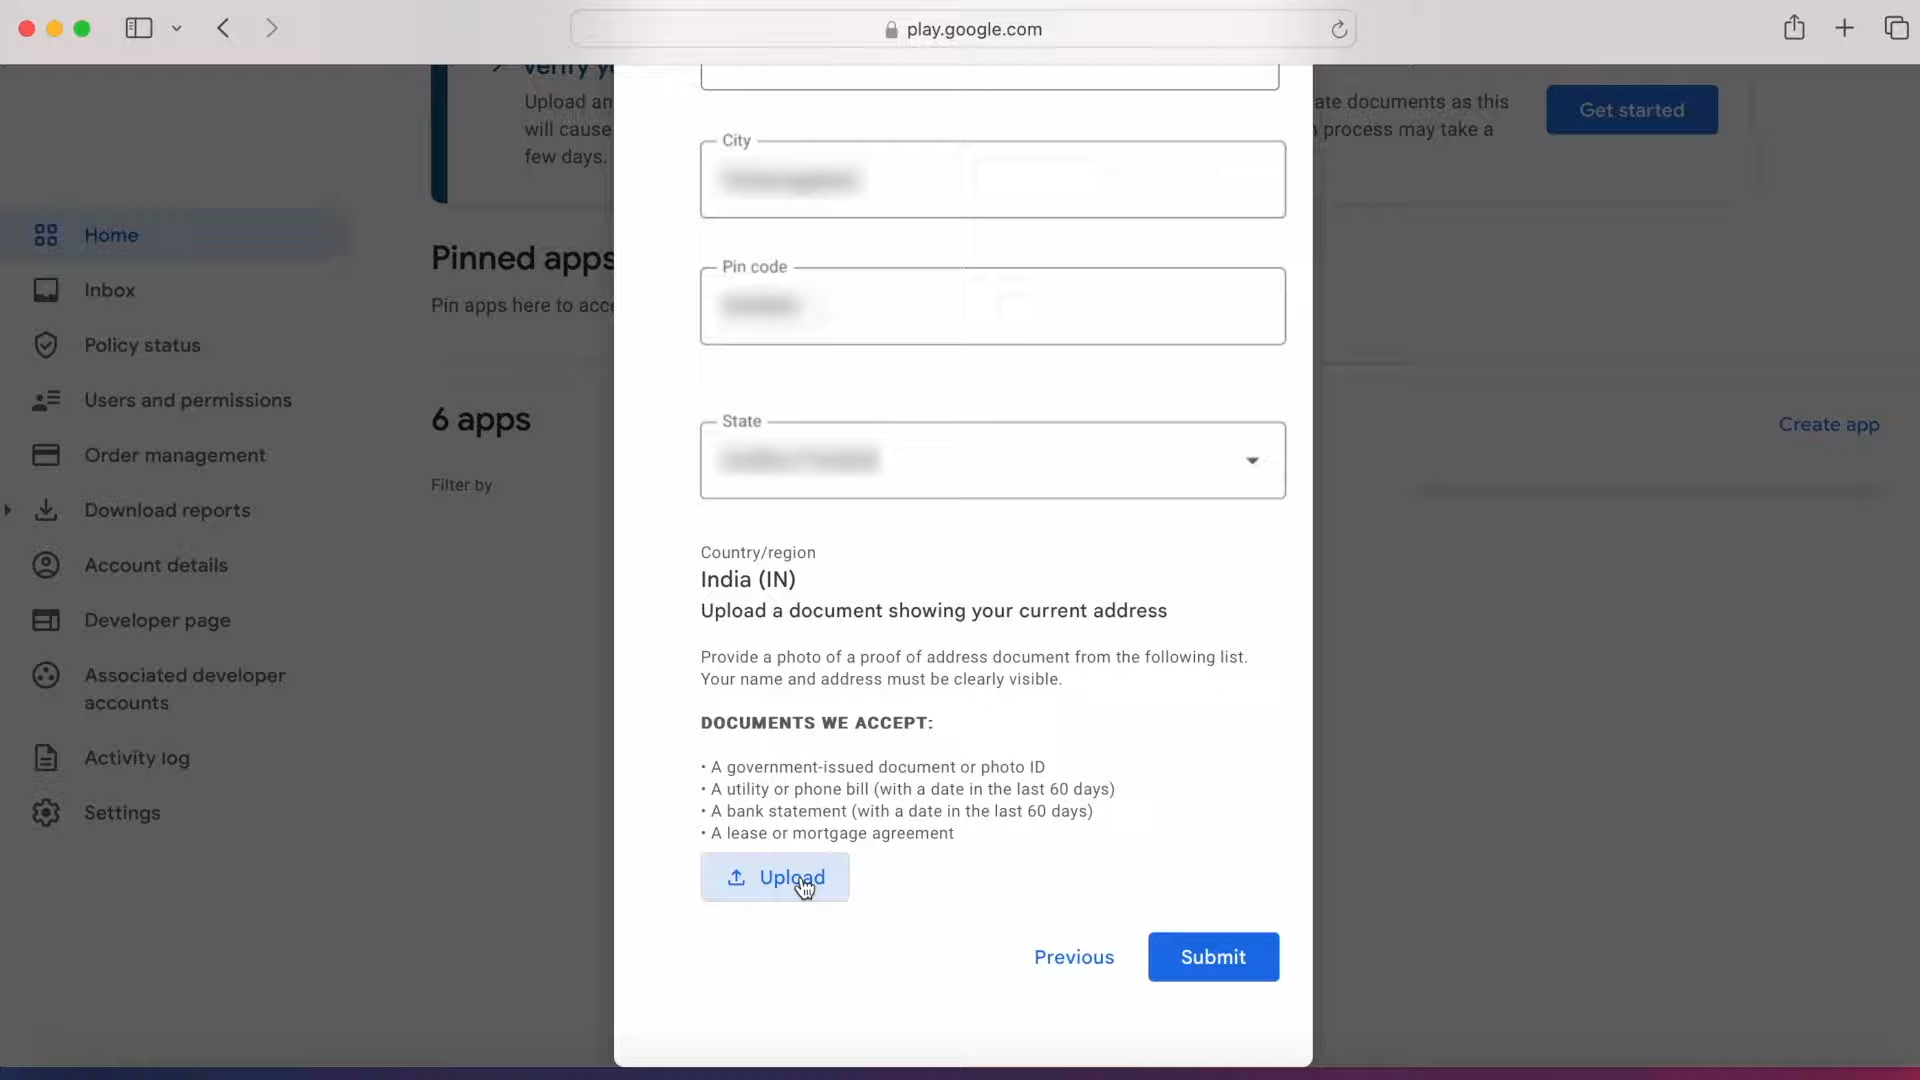 play.google.com
Upload an
will cause
few days.
ate documents as this
process may take a
Get started
Home
Inbox
Policy status
Users and permissions
Order management
Download reports
Account details
Developer page
Associated developer
accounts
Activity log
Settings
Pinned apps
Pin apps here to acce
6 apps
Filter by
Create app
City
Pin code
State
Country/region
India (IN)
Upload a document showing your current address
Provide a photo of a proof of address document from the following list.
Your name and address must be clearly visible.
DOCUMENTS WE ACCEPT:
• A government-issued document or photo ID
• A utility or phone bill (with a date in the last 60 days)
• A bank statement (with a date in the last 60 days)
• A lease or mortgage agreement
Upload
Previous
Submit